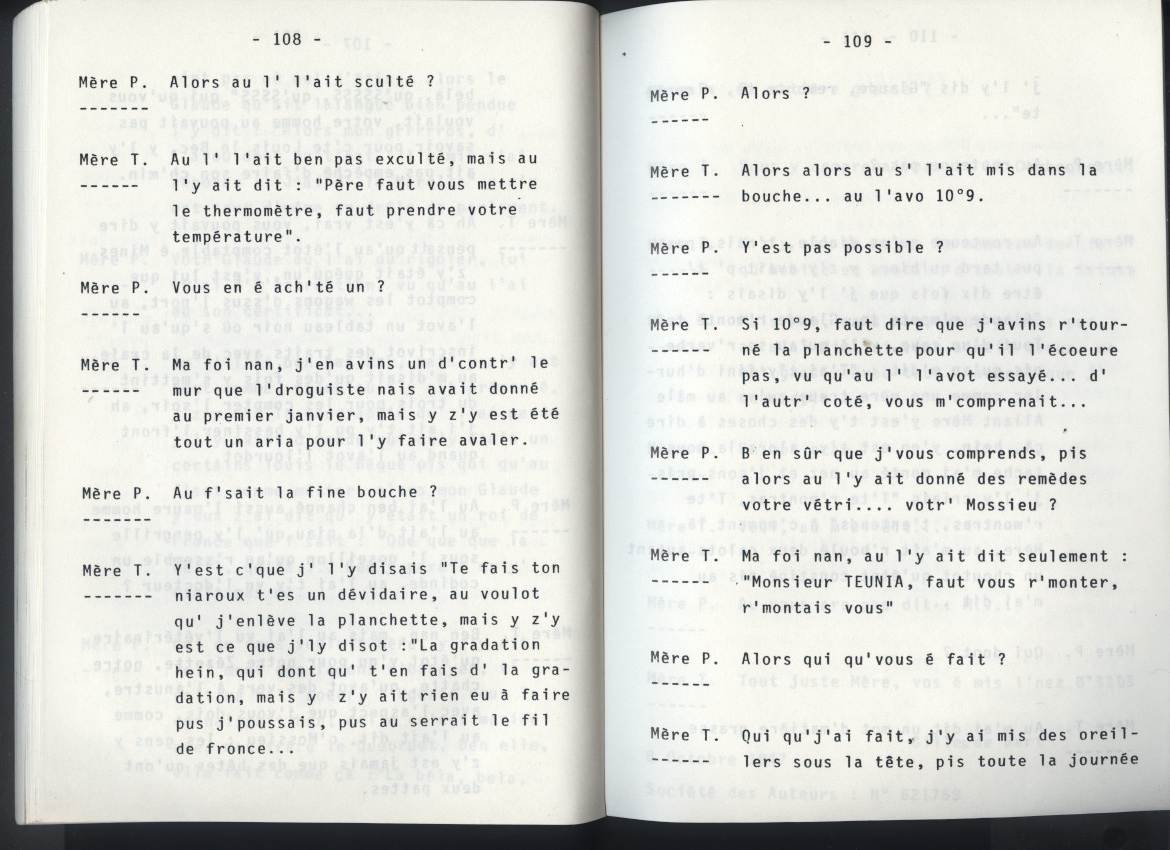 - 108 -
Mère P. Alors au l' l'ait sculté ?
Mère T. Au l' l'ait ben pas exculté, mais au
l'y ait dit : "Père faut vous mettre
le thermomètre, faut prendre votre
température".
Mère P. Vous en é ach'té un ?
Mère T. Ma foi nan, j'en avins un d'contr' le
mur que l'droguiste nais avait donné
au premier janvier, mais y z'y est été
tout un aria pour l'y faire avaler.
Mère P. Au f'sait la fine bouche ?
Mère T. Y'est c'que j' l'y disais "Te fais ton
niaroux t'es un dévidaire, au voulot
qu' j'enlève la planchette, mais y z'y
est ce que j'ly disot :"La gradation
hein, qui dont qu' t'en fais d' la gra-
dation, mais y z'y ait rien eu à faire
pus j'poussais, pus au serrait le fil
de fronce...
- 109 -
Mère P. Alors ?
Mère T. Alors alors au s' l'ait mis dans la
bouche... au l'avo 10°9.
Mère P. Y'est pas possible ?
Mère T. Si 10°9, faut dire que j'avins r'tour-
né la planchette pour qu'il l'écoeure
pas, vu qu'au l' l'avot essayé... d'
l'autr' coté, vous m'comprenait...
Mère P. B'en sûr que j'vous comprends, pis
alors au l'y ait donné des remèdes
votre vétri.... votr' Mossieu ?
Mère T. Ma foi nan, au l'y ait dit seulement :
"Monsieur TEUNIA, faut vous r'monter,
r'montais vous"
Mère P. Alors qui qu'vous é fait ?
Mère T. Qui qu'j'ai fait, j'y ai mis des oreil-
lers sous la tête, pis toute la journée